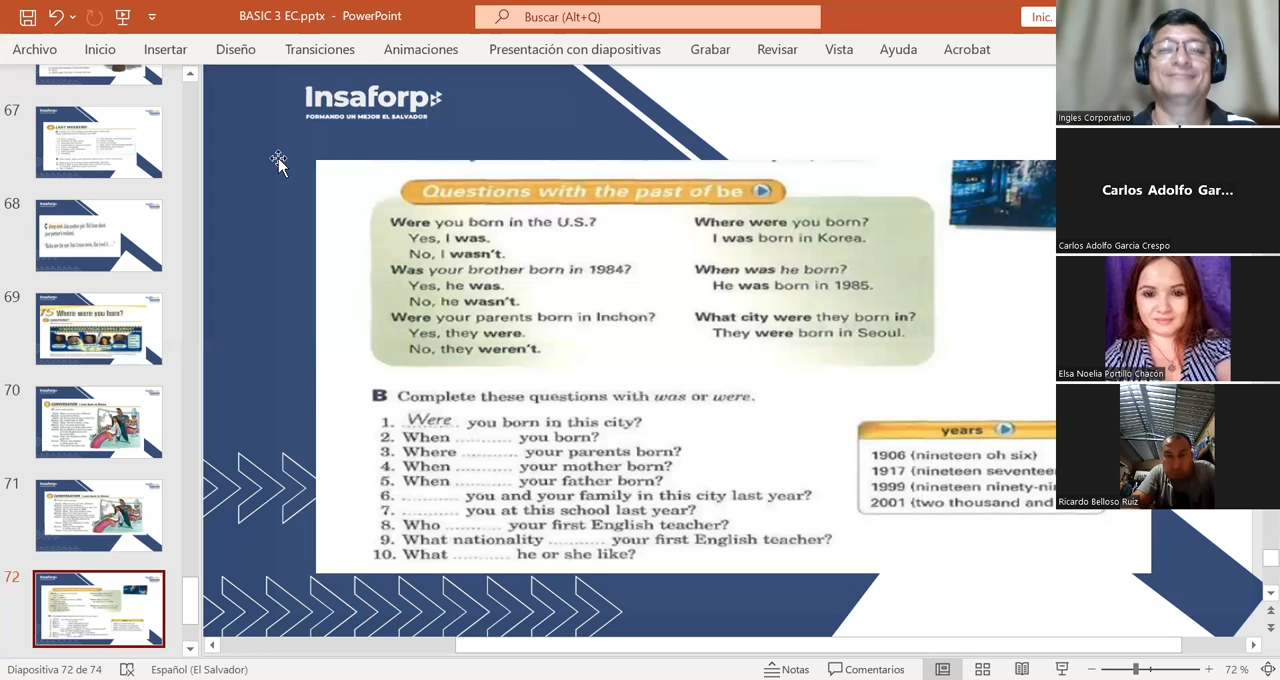 BASIC 3 EC.pptx - PowerPoint
Buscar (Alt+Q)
Inic.
Archivo Inicio Insertar Diseño Transiciones Animaciones Presentación con diapositivas Grabar Revisar Vista Ayuda Acrobat
67
68
69
Where were you born?
70
71
72
Insaforp
FORMANDO UN MEJOR EL SALVADOR
Questions with the past of be
Were you born in the U.S.?
Yes, I was.
No, I wasn't.
Was your brother born in 1984?
Yes, he was.
No, he wasn't.
Were your parents born in Inchon?
Yes, they were.
No, they weren't.
Where were you born?
I was born in Korea.
When was he born?
He was born in 1985.
What city were they born in?
They were born in Seoul.
B Complete these questions with was or were.
1. Were you born in this city?
2. When .......... you born?
3. Where .......... your parents born?
4. When .......... your mother born?
5. When .......... your father born?
6. .......... you and your family in this city last year?
7. .......... you at this school last year?
8. Who .......... your first English teacher?
9. What nationality .......... your first English teacher?
10. What .......... he or she like?
years
1906 (nineteen oh six)
1917 (nineteen seventee
1999 (nineteen ninety-ni
2001 (two thousand and
Ingles Corporativo
Carlos Adolfo Gar...
Carlos Adolfo Garcia Crespo
Elsa Noelia Portillo Chacón
Ricardo Belloso Ruiz
Diapositiva 72 de 74
Español (El Salvador)
Notas
Comentarios
72 %